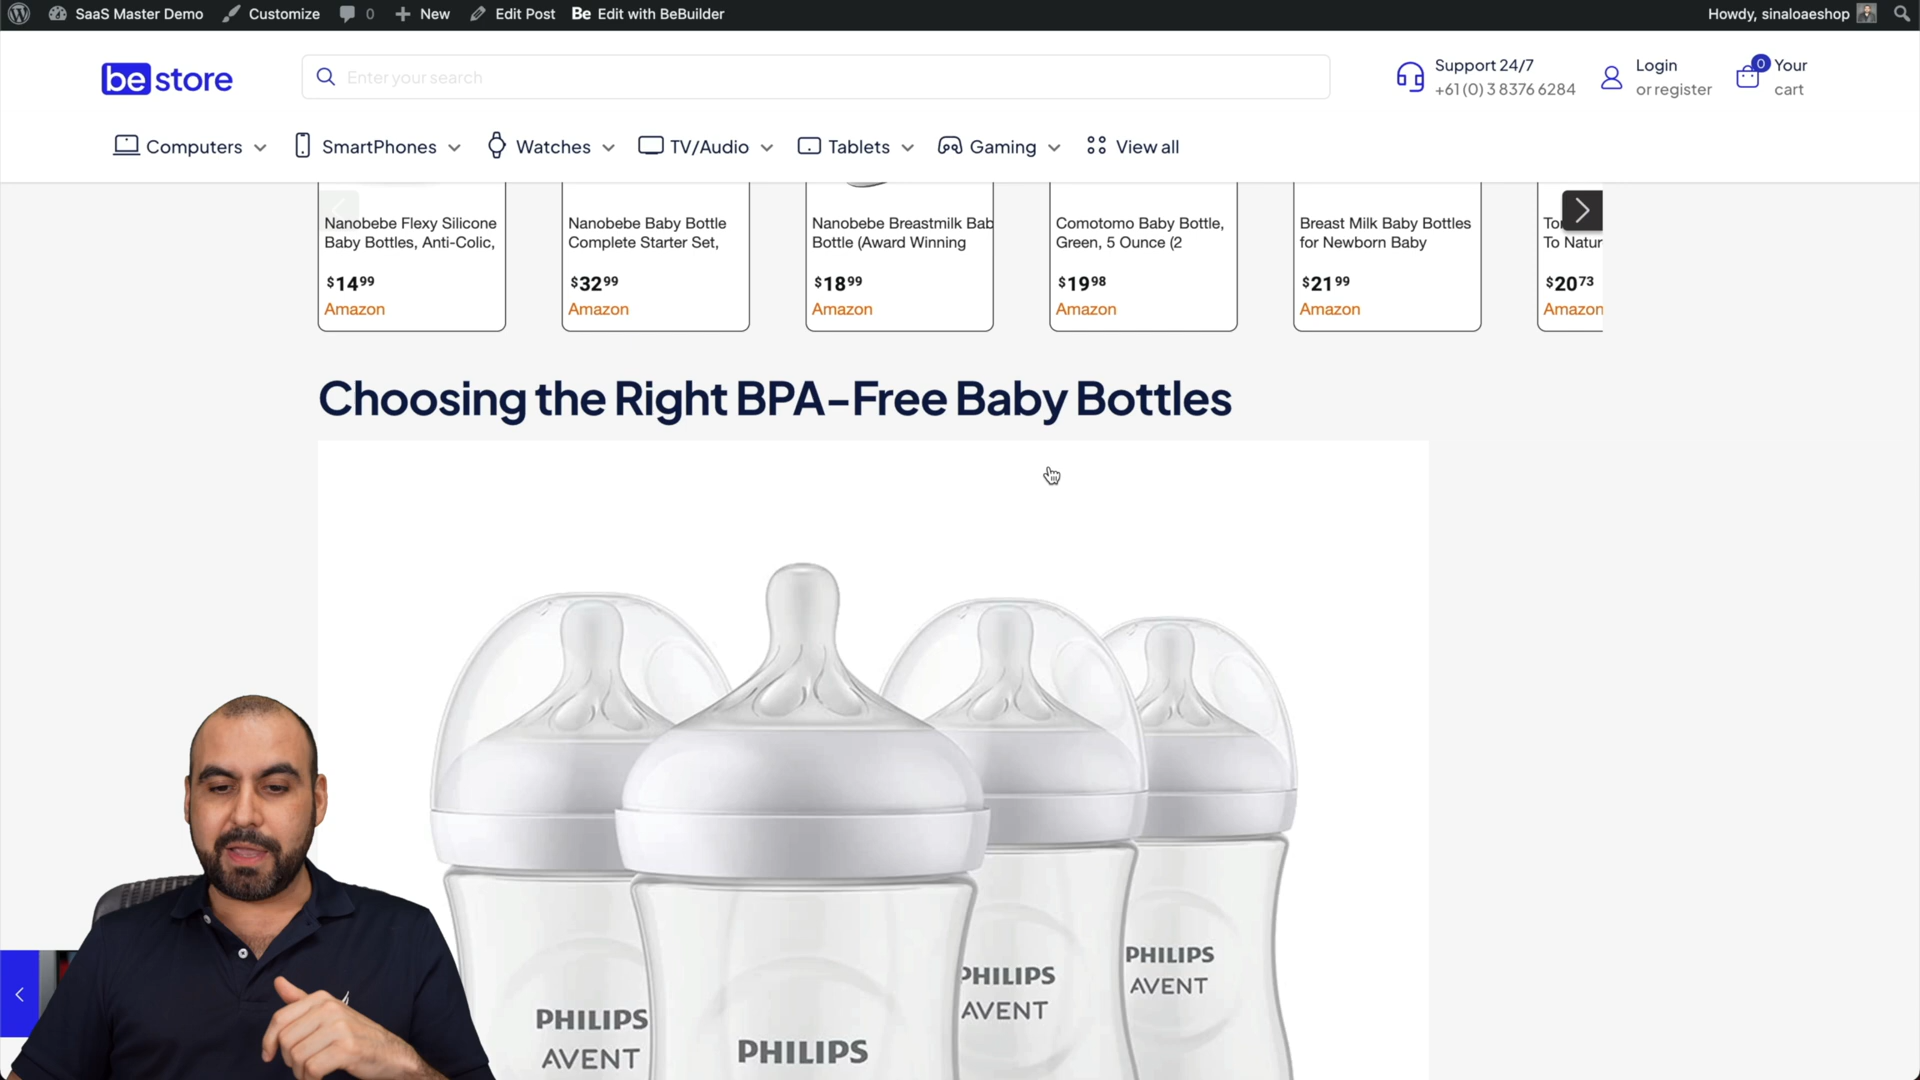 SaaS Master Demo Customize 0 New Edit Post Be Edit with BeBuilder Howdy, sinaloaeshop
be store Enter your search Support 24/7 +61 (0) 3 8376 6284 Login or register 0 Your cart
Computers SmartPhones Watches TV/Audio Tablets Gaming View all
Nanobebe Flexy Silicone
Baby Bottles, Anti-Colic,
$14 99
Amazon
Nanobebe Baby Bottle
Complete Starter Set,
$32 99
Amazon
Nanobebe Breastmilk Bab
Bottle (Award Winning
$18 99
Amazon
Comotomo Baby Bottle,
Green, 5 Ounce (2
$19 98
Amazon
Breast Milk Baby Bottles
for Newborn Baby
$21 99
Amazon
To Natur
$20 73
Amazon
Choosing the Right BPA-Free Baby Bottles
PHILIPS
AVENT
PHILIPS
PHILIPS
AVENT
PHILIPS
AVENT